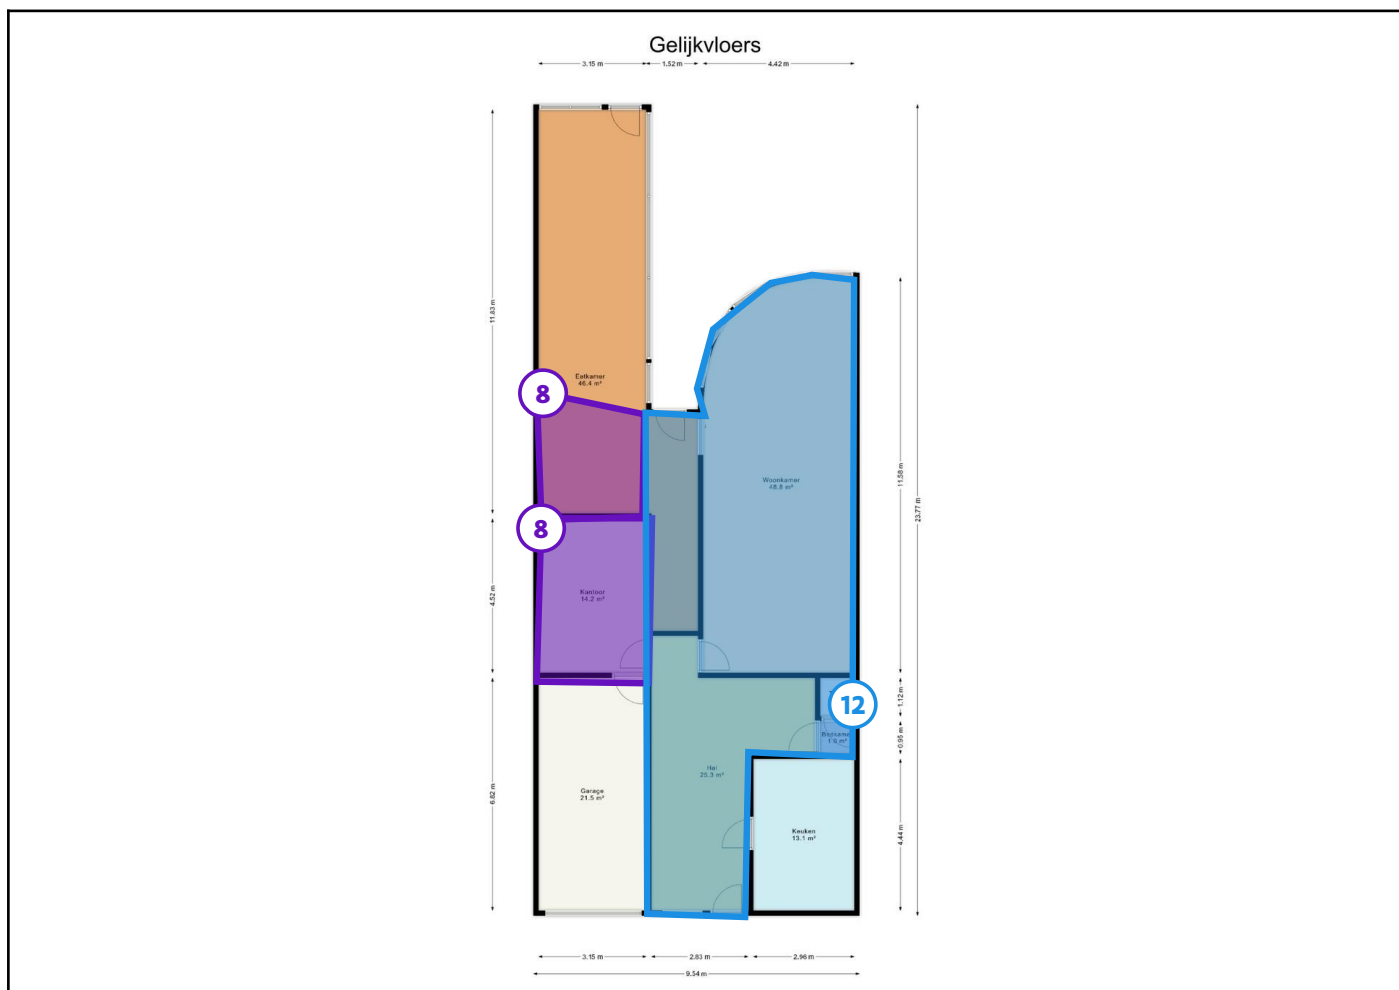 Gelijkvloers
3.15 m
1.52 m
4.42 m
11.83 m
Eetkamer
46.4 m²
8
Woonkamer
48.8 m²
11.58 m
23.77 m
8
4.52 m
Kantoor
14.2 m²
12
1.12 m
0.95 m
Hal
25.3 m²
Garage
21.5 m²
6.82 m
Keuken
13.1 m²
4.44 m
3.15 m
2.83 m
2.96 m
9.54 m